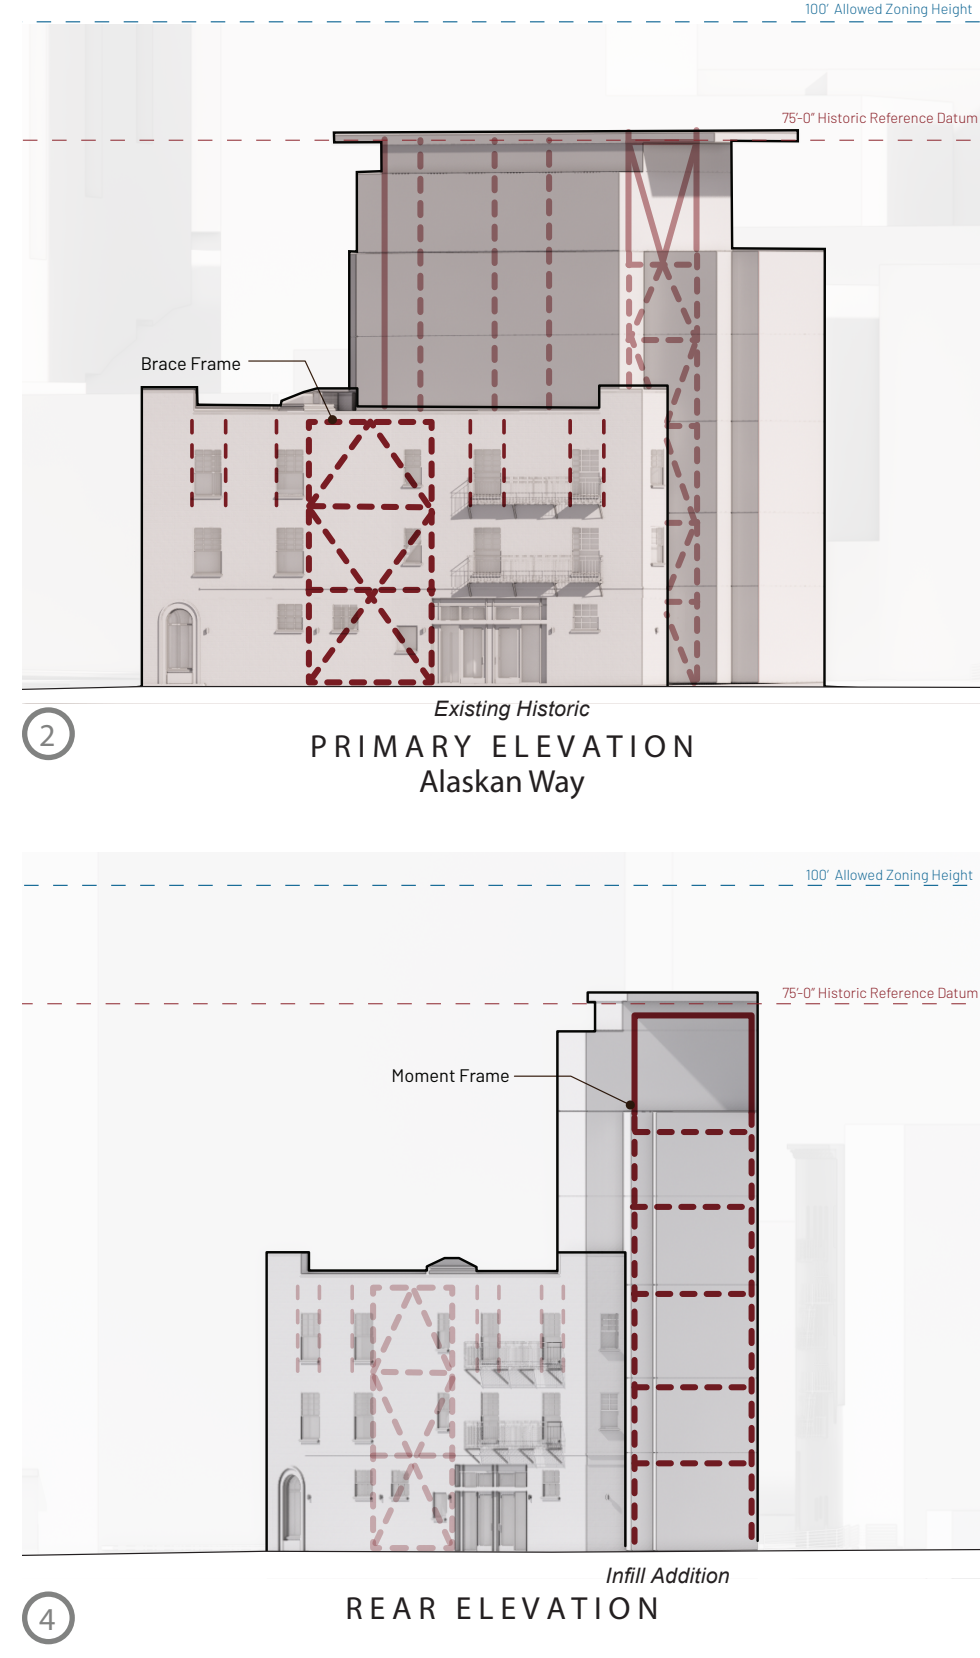 100' Allowed Zoning Height
75'-0" Historic Reference Datum
Brace Frame
Existing Historic
2
PRIMARY ELEVATION
Alaskan Way
100' Allowed Zoning Height
75'-0" Historic Reference Datum
Moment Frame
Infill Addition
4
REAR ELEVATION